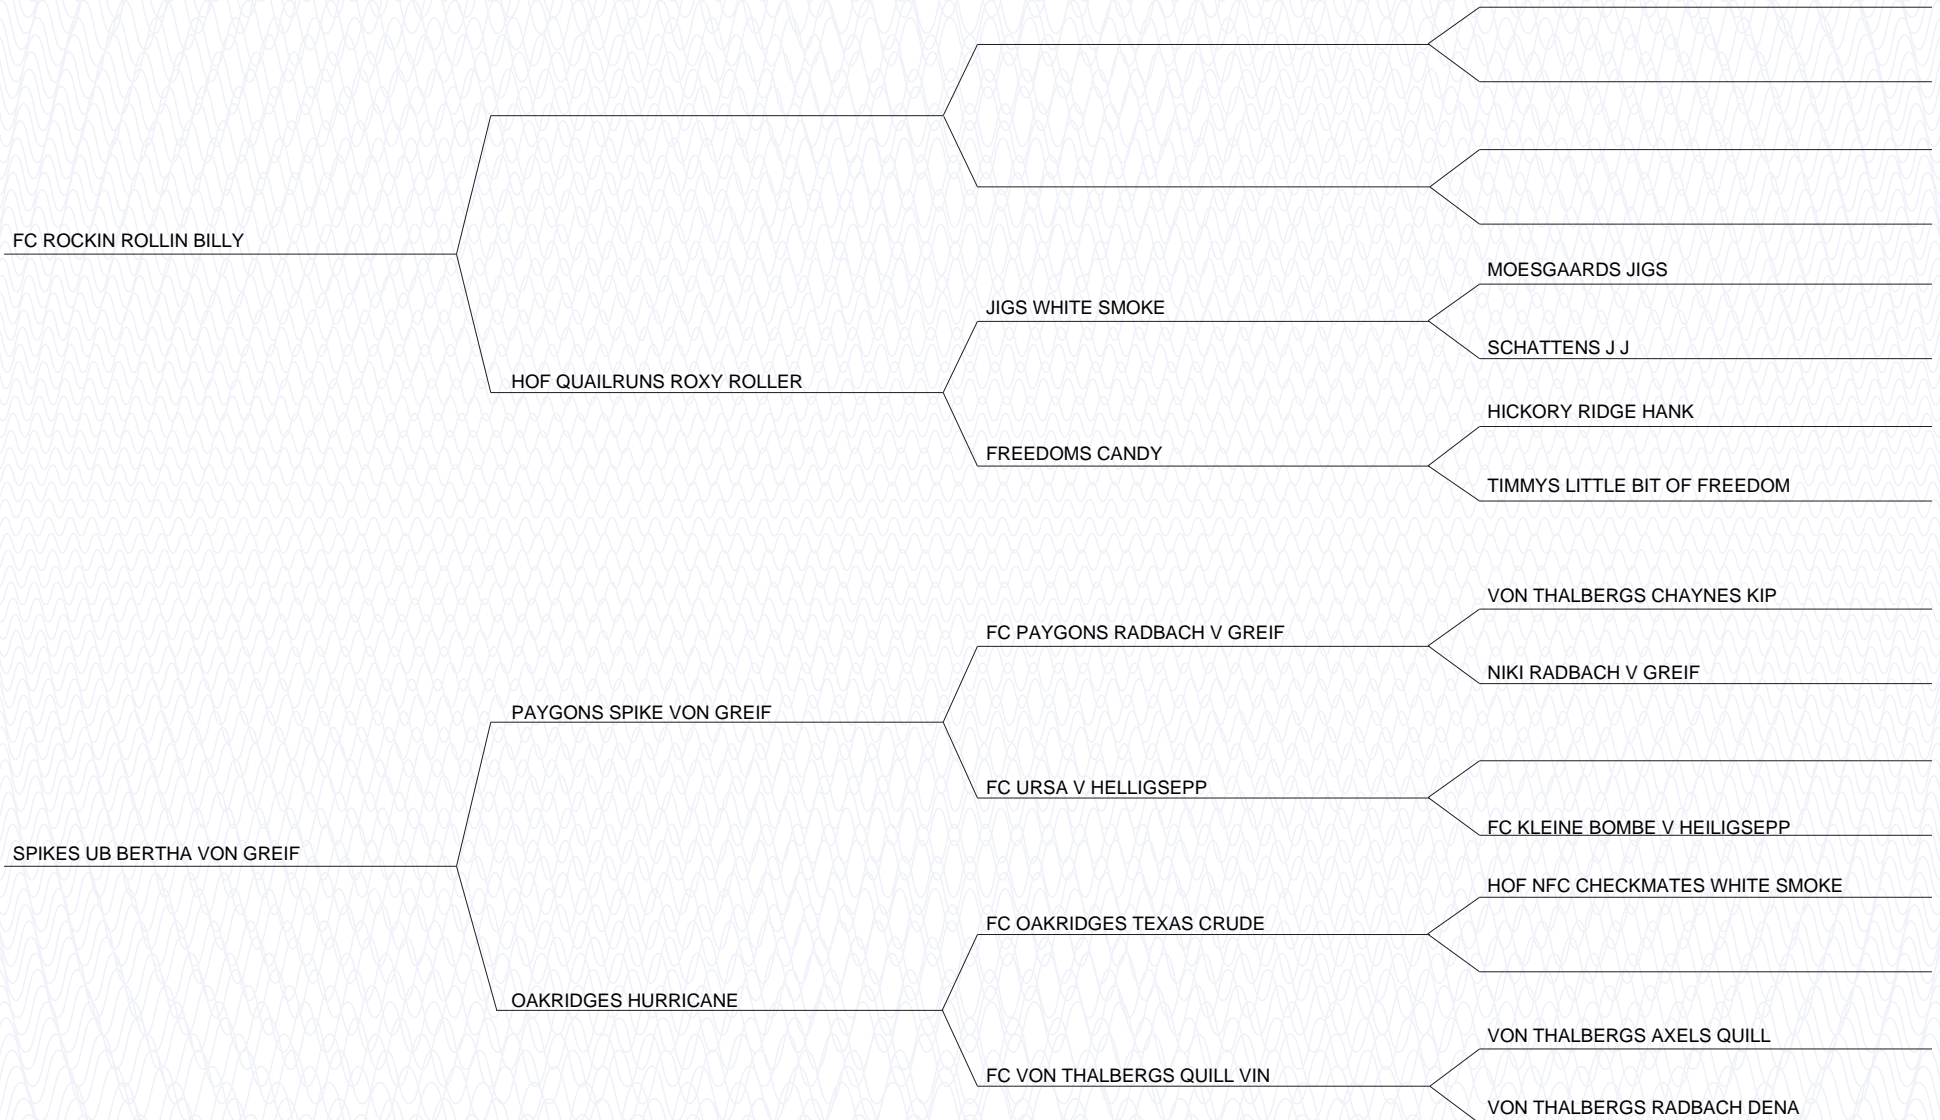 FC ROCKIN ROLLIN BILLY
MOESGAARDS JIGS
JIGS WHITE SMOKE
SCHATTENS J J
HOF QUAILRUNS ROXY ROLLER
HICKORY RIDGE HANK
FREEDOMS CANDY
TIMMYS LITTLE BIT OF FREEDOM
VON THALBERGS CHAYNES KIP
FC PAYGONS RADBACH V GREIF
NIKI RADBACH V GREIF
PAYGONS SPIKE VON GREIF
FC URSA V HELLIGSEPP
FC KLEINE BOMBE V HEILIGSEPP
SPIKES UB BERTHA VON GREIF
HOF NFC CHECKMATES WHITE SMOKE
FC OAKRIDGES TEXAS CRUDE
OAKRIDGES HURRICANE
VON THALBERGS AXELS QUILL
FC VON THALBERGS QUILL VIN
VON THALBERGS RADBACH DENA